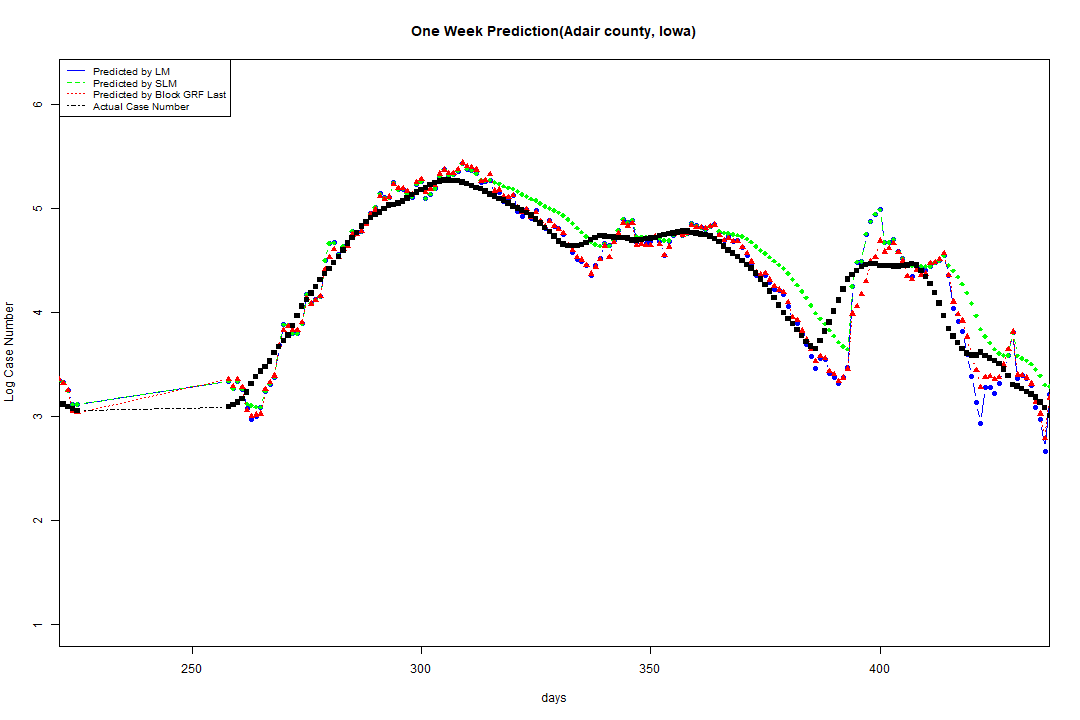 One Week Prediction(Adair county, Iowa)
Predicted by LM
Predicted by SLM
Predicted by Block GRF Last
Actual Case Number
6
5
4
3
2
1
Log Case Number
250
300
350
400
days